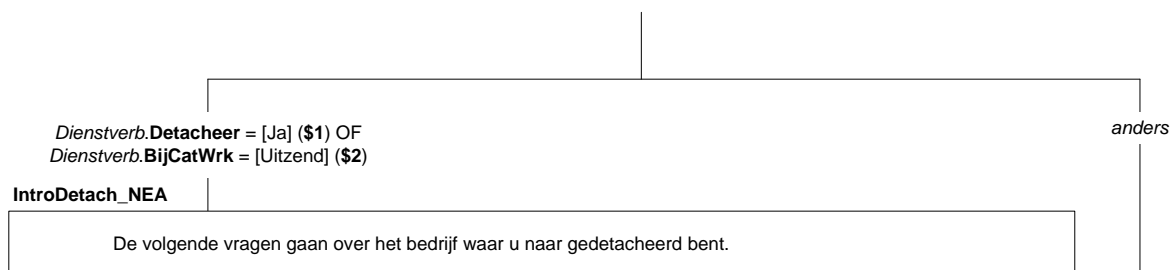 Dienstverb.Detacheer = [Ja] ($1) OF
anders
Dienstverb.BijCatWrk = [Uitzend] ($2)
IntroDetach_NEA
De volgende vragen gaan over het bedrijf waar u naar gedetacheerd bent.